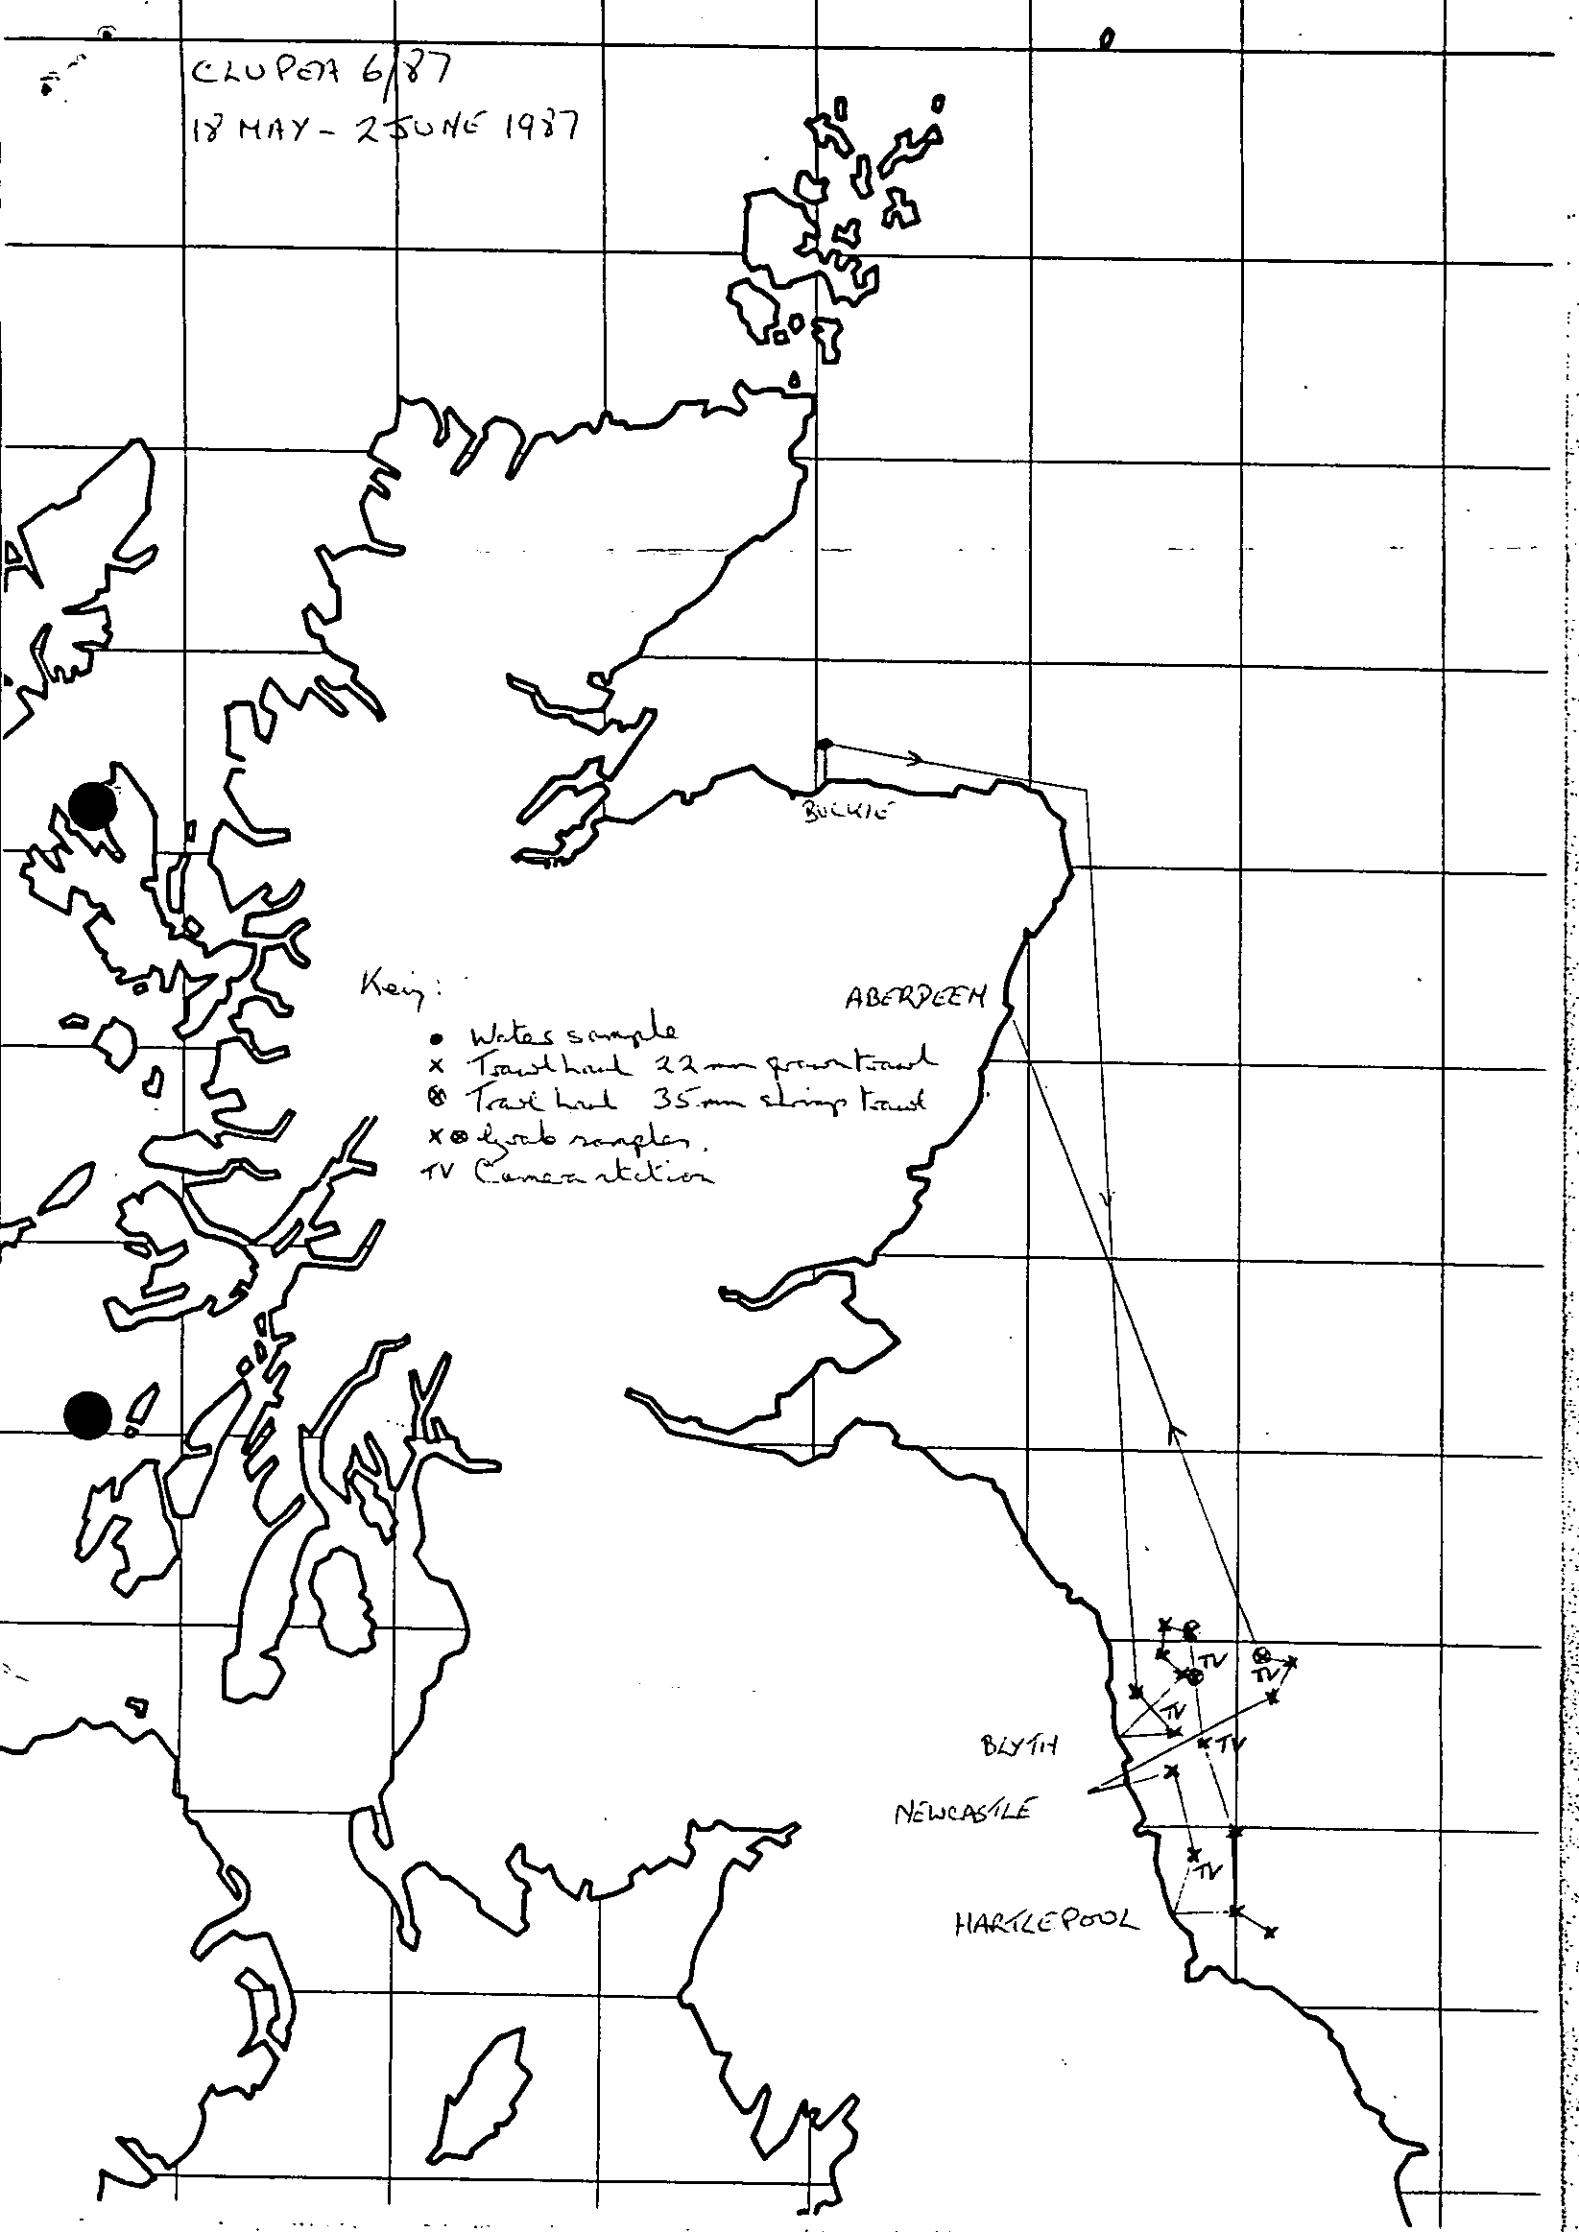 CLUPEA 6/87
18 MAY - 2 JUNE 1987
BUCKIE
ABERDEEN
Key:
● Water sample
x Trawl haul 22mm prawn trawl
⊗ Trawl haul 35mm shrimp trawl
x ⊗ Grab samples.
TV Camera station
TV
TV
TV
BLYTH
TV
NEWCASTLE
TV
HARTLEPOOL